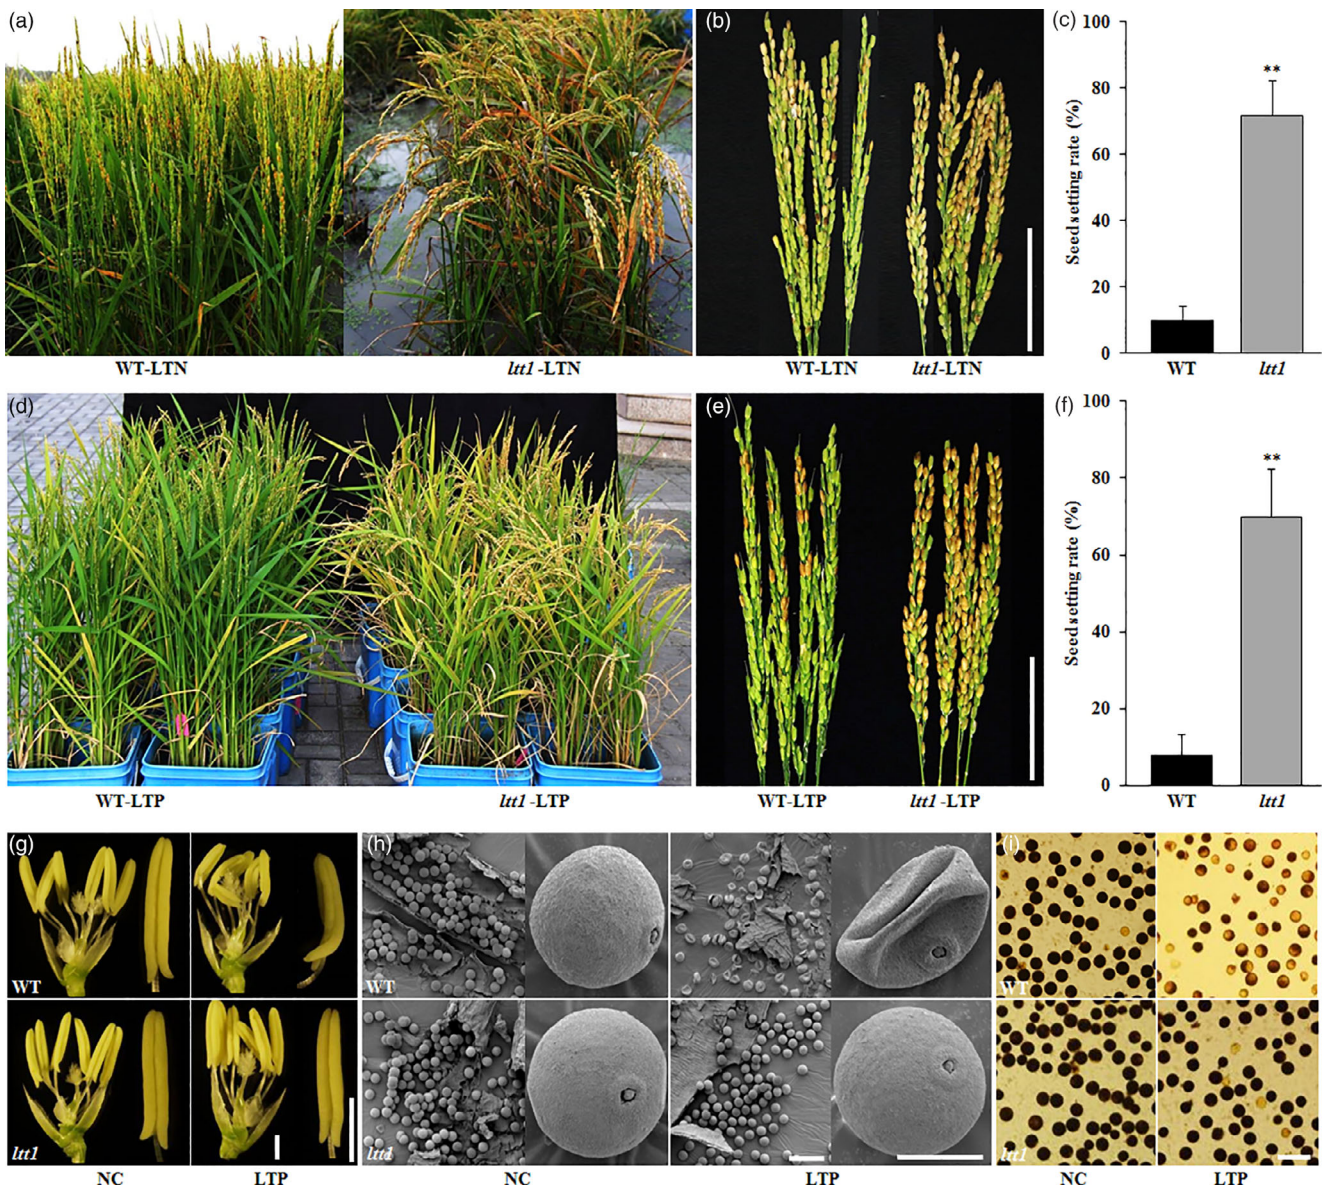 (a)
(b)
(c)
100
80
60
40
20
0
Seed setting rate (%)
**
WT
ltt1
WT-LTN
ltt1 -LTN
WT-LTN
ltt1-LTN
(d)
(e)
(f)
100
80
60
40
20
0
Seed setting rate (%)
**
WT
ltt1
WT-LTP
ltt1 -LTP
WT-LTP
ltt1 -LTP
(g)
(h)
(i)
WT
WT
WT
ltt1
ltt1
ltt1
NC
LTP
NC
LTP
NC
LTP